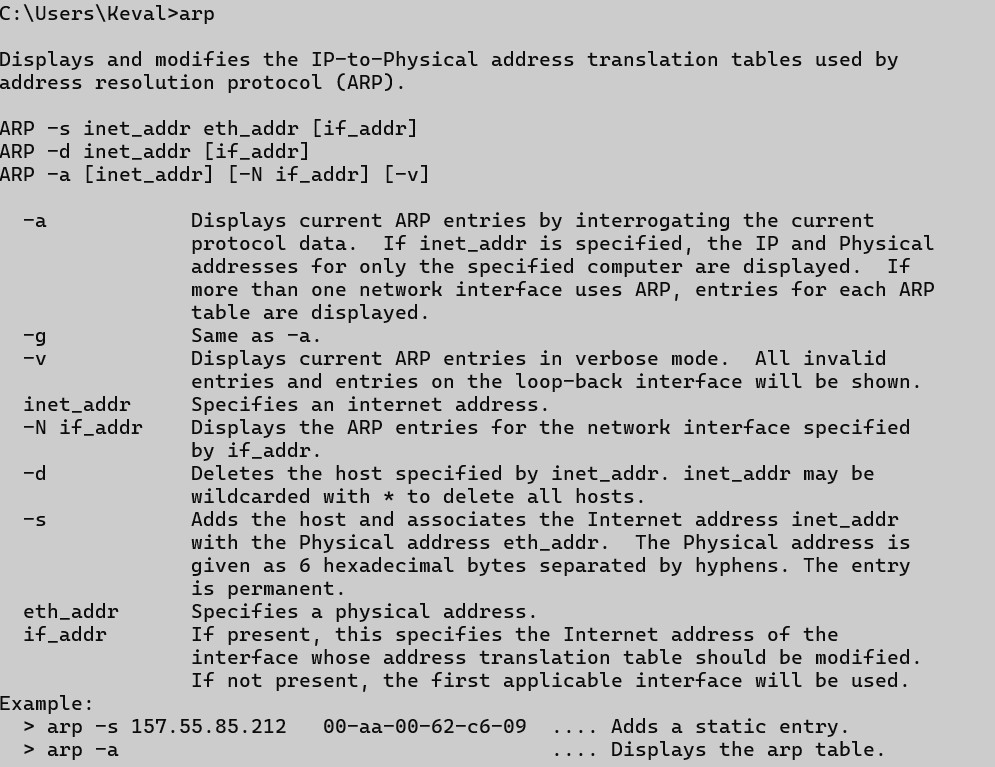 C:\Users\Keval>arp
Displays and modifies the IP-to-Physical address translation tables used by
address resolution protocol (ARP).
ARP -s inet_addr eth_addr [if_addr]
ARP -d inet_addr [if_addr]
ARP -a [inet_addr] [-N if_addr] [-v]
-a Displays current ARP entries by interrogating the current
protocol data.  If inet_addr is specified, the IP and Physical
addresses for only the specified computer are displayed.  If
more than one network interface uses ARP, entries for each ARP
table are displayed.
-g Same as -a.
-v Displays current ARP entries in verbose mode.  All invalid
entries and entries on the loop-back interface will be shown.
inet_addr Specifies an internet address.
-N if_addr Displays the ARP entries for the network interface specified
by if_addr.
-d Deletes the host specified by inet_addr. inet_addr may be
wildcarded with * to delete all hosts.
-s Adds the host and associates the Internet address inet_addr
with the Physical address eth_addr.  The Physical address is
given as 6 hexadecimal bytes separated by hyphens. The entry
is permanent.
eth_addr Specifies a physical address.
if_addr If present, this specifies the Internet address of the
interface whose address translation table should be modified.
If not present, the first applicable interface will be used.
Example:
> arp -s 157.55.85.212   00-aa-00-62-c6-09  .... Adds a static entry.
> arp -a                                    .... Displays the arp table.